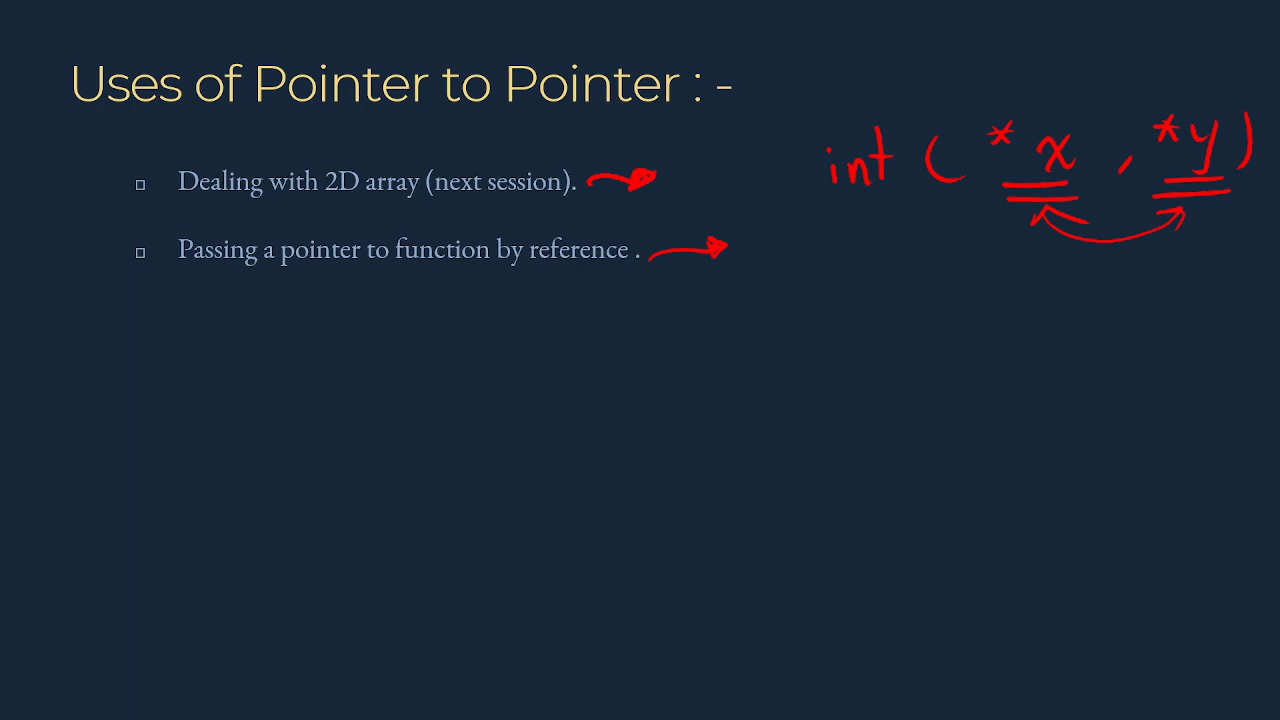 Uses of Pointer to Pointer : -
int ( *x , *y )
Dealing with 2D array (next session).
Passing a pointer to function by reference .